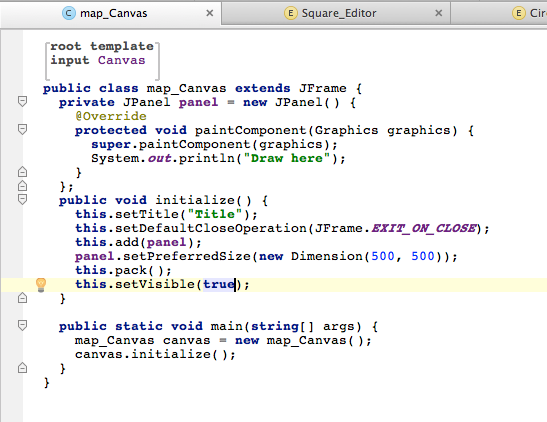 C map_Canvas × E Square_Editor × E Cir
root template
input Canvas
public class map_Canvas extends JFrame {
private JPanel panel = new JPanel() {
@Override
protected void paintComponent(Graphics graphics) {
super.paintComponent(graphics);
System.out.println("Draw here");
}
};
public void initialize() {
this.setTitle("Title");
this.setDefaultCloseOperation(JFrame.EXIT_ON_CLOSE);
this.add(panel);
panel.setPreferredSize(new Dimension(500, 500));
this.pack();
this.setVisible(true);
}
public static void main(string[] args) {
map_Canvas canvas = new map_Canvas();
canvas.initialize();
}
}